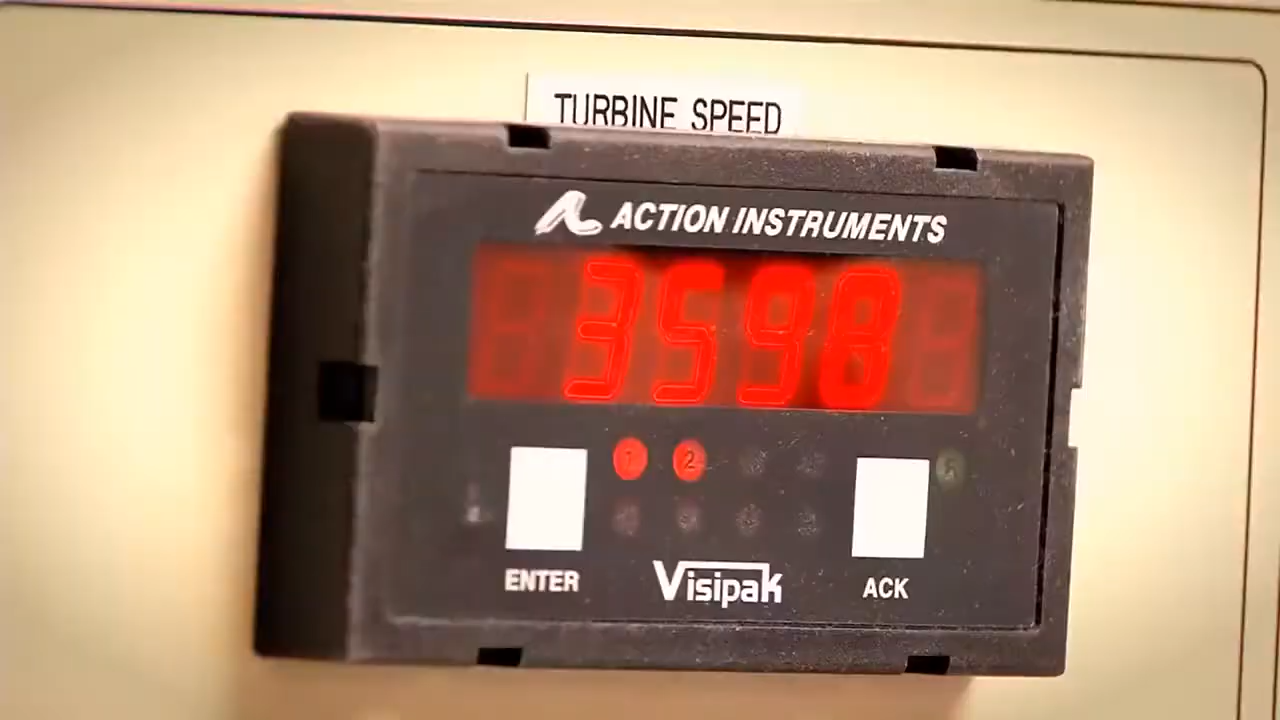 TURBINE SPEED
ACTION INSTRUMENTS
3598
1 2
ENTER
Visipak
ACK